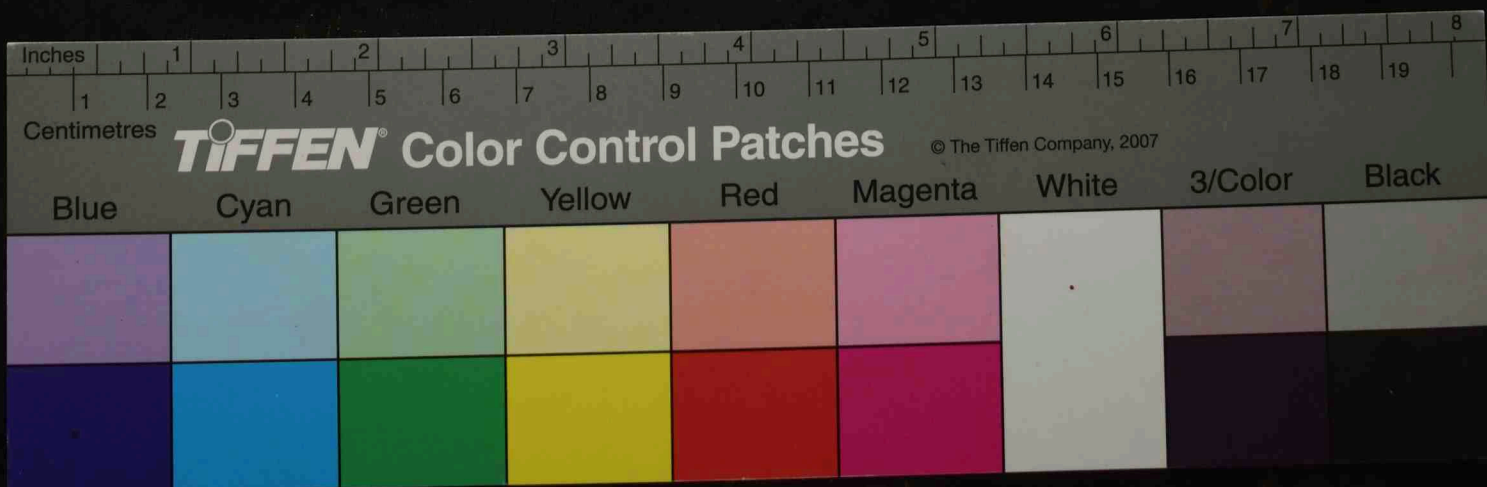 Inches 1 2 3 4 5 6 7 8
1 2 3 4 5 6 7 8 9 10 11 12 13 14 15 16 17 18 19
Centimetres
TIFFEN® Color Control Patches © The Tiffen Company, 2007
Blue Cyan Green Yellow Red Magenta White 3/Color Black